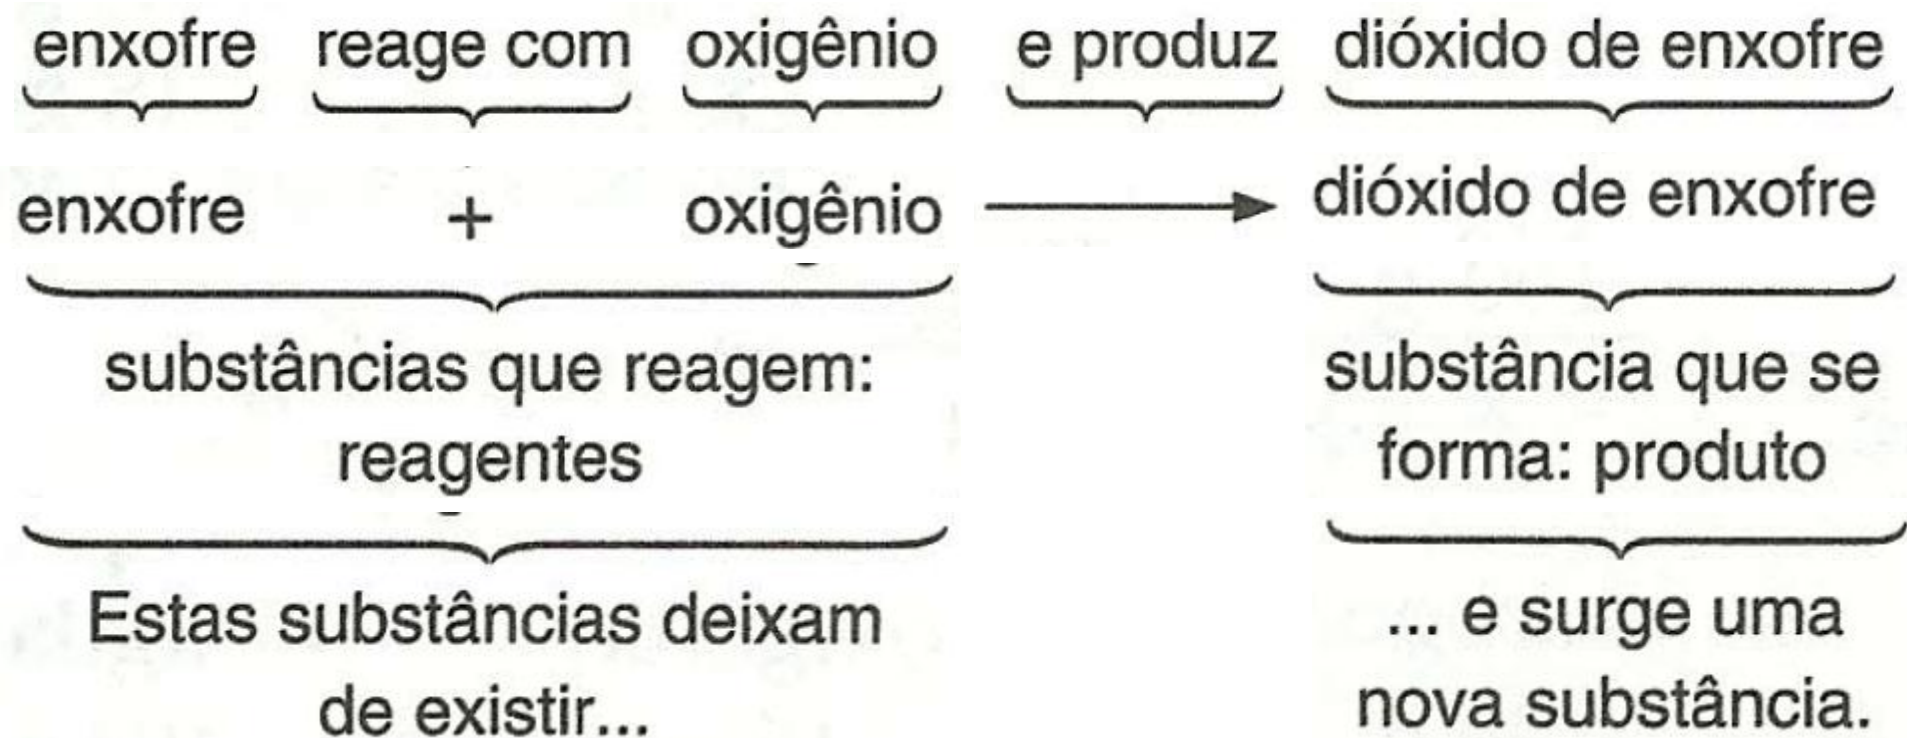 enxofre reage com oxigênio e produz dióxido de enxofre
enxofre + oxigênio → dióxido de enxofre
substâncias que reagem:
reagentes
substância que se
forma: produto
Estas substâncias deixam
de existir...
... e surge uma
nova substância.